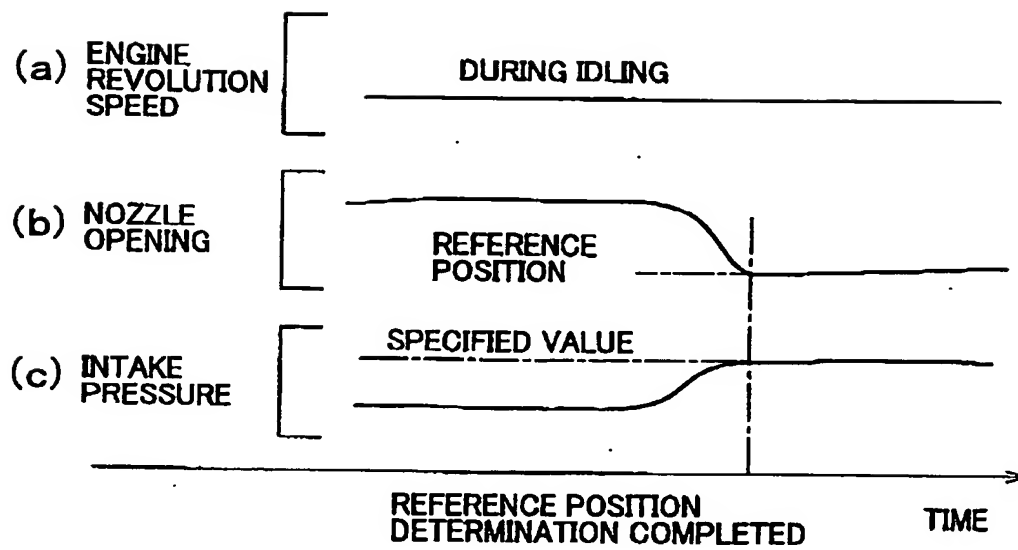 (a) ENGINE
REVOLUTION
SPEED
DURING IDLING
(b) NOZZLE
OPENING
REFERENCE
POSITION
SPECIFIED VALUE
(c) INTAKE
PRESSURE
REFERENCE POSITION
DETERMINATION COMPLETED
TIME